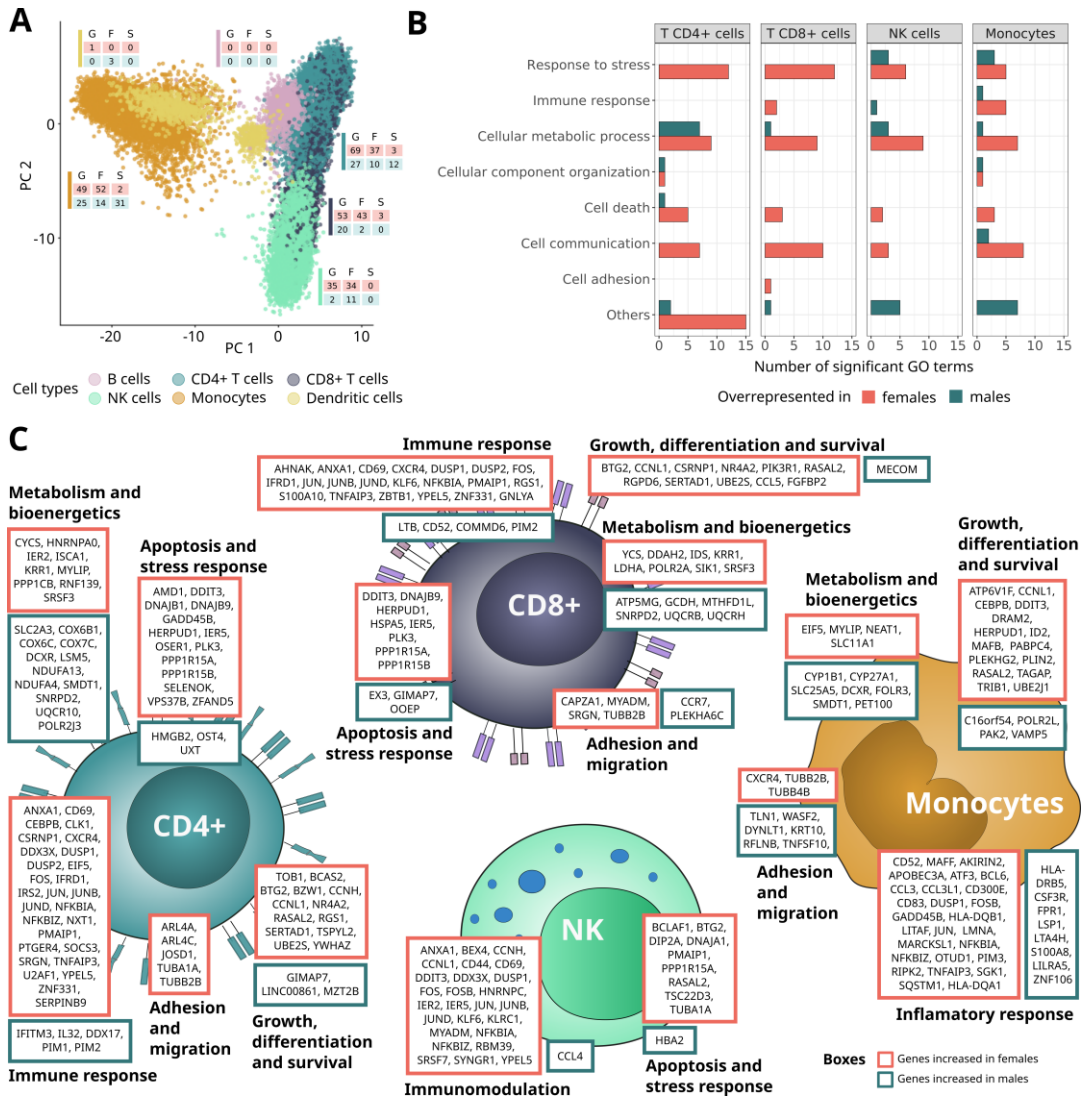 A
G F S
1 0 0
0 3 0
G F S
0 0 0
0 0 0
G F S
69 37 3
27 10 12
G F S
49 52 2
25 14 31
G F S
53 43 3
20 2 0
G F S
35 34 0
2 11 0
PC 2
0
-10
-20 -10 0 10
PC 1
Cell types
B cells CD4+ T cells CD8+ T cells
NK cells Monocytes Dendritic cells
B
T CD4+ cells T CD8+ cells NK cells Monocytes
Response to stress
Immune response
Cellular metabolic process
Cellular component organization
Cell death
Cell communication
Cell adhesion
Others
0 5 10 15 0 5 10 15 0 5 10 15 0 5 10 15
Number of significant GO terms
Overrepresented in females males
C
Metabolism and
bioenergetics
CYCS, HNRNPA0,
IER2, ISCA1,
KRR1, MYLIP,
PPP1CB, RNF139,
SRSF3
SLC2A3, COX6B1,
COX6C, COX7C,
DCXR, LSM5,
NDUFA13,
NDUFA4, SMDT1,
SNRPD2,
UQCR10,
POLR2J3
Apoptosis and
stress response
AMD1, DDIT3,
DNAJB1, DNAJB9,
GADD45B,
HERPUD1, IER5,
OSER1, PLK3,
PPP1R15A,
PPP1R15B,
SELENOK,
VPS37B, ZFAND5
HMGB2, OST4,
UXT
CD4+
ANXA1, CD69,
CEBPB, CLK1,
CSRNP1, CXCR4,
DDX3X, DUSP1,
DUSP2, EIF5,
FOS, IFRD1,
IRS2, JUN, JUNB,
JUND, NFKBIA,
NFKBIZ, NXT1,
PMAIP1,
PTGER4, SOCS3,
SRGN, TNFAIP3,
U2AF1, YPEL5,
ZNF331,
SERPINB9
IFITM3, IL32, DDX17,
PIM1, PIM2
Immune response
ARL4A,
ARL4C,
JOSD1,
TUBA1A,
TUBB2B
Adhesion
and
migration
TOB1, BCAS2,
BTG2, BZW1, CCNH,
CCNL1, NR4A2,
RASAL2, RGS1,
SERTAD1, TSPYL2,
UBE2S, YWHAZ
GIMAP7,
LINC00861, MZT2B
Growth,
differentiation
and survival
Immune response
AHNAK, ANXA1, CD69, CXCR4, DUSP1, DUSP2, FOS,
IFRD1, JUN, JUNB, JUND, KLF6, NFKBIA, PMAIP1, RGS1,
S100A10, TNFAIP3, ZBTB1, YPEL5, ZNF331, GNLYA
LTB, CD52, COMMD6, PIM2
Growth, differentiation and survival
BTG2, CCNL1, CSRNP1, NR4A2, PIK3R1, RASAL2,
RGPD6, SERTAD1, UBE2S, CCL5, FGFBP2
MECOM
Metabolism and bioenergetics
YCS, DDAH2, IDS, KRR1,
LDHA, POLR2A, SIK1, SRSF3
ATP5MG, GCDH, MTHFD1L,
SNRPD2, UQCRB, UQCRH
CD8+
DDIT3, DNAJB9,
HERPUD1,
HSPA5, IER5,
PLK3,
PPP1R15A,
PPP1R15B
EX3, GIMAP7,
OOEP
Apoptosis and
stress response
CAPZA1, MYADM,
SRGN, TUBB2B
CCR7,
PLEKHA6C
Adhesion and
migration
NK
ANXA1, BEX4, CCNH,
CCNL1, CD44, CD69,
DDIT3, DDX3X, DUSP1,
FOS, FOSB, HNRNPC,
IER2, IER5, JUN, JUNB,
JUND, KLF6, KLRC1,
MYADM, NFKBIA,
NFKBIZ, RBM39,
SRSF7, SYNGR1, YPEL5
CCL4
Immunomodulation
BCLAF1, BTG2,
DIP2A, DNAJA1,
PMAIP1,
PPP1R15A,
RASAL2,
TSC22D3,
TUBA1A
HBA2
Apoptosis and
stress response
Metabolism and
bioenergetics
EIF5, MYLIP, NEAT1,
SLC11A1
CYP1B1, CYP27A1,
SLC25A5, DCXR, FOLR3,
SMDT1, PET100
Growth,
differentiation
and survival
ATP6V1F, CCNL1,
CEBPB, DDIT3,
DRAM2,
HERPUD1, ID2,
MAFB, PABPC4,
PLEKHG2, PLIN2,
RASAL2, TAGAP,
TRIB1, UBE2J1
C16orf54, POLR2L,
PAK2, VAMP5
Monocytes
CXCR4, TUBB2B,
TUBB4B
TLN1, WASF2,
DYNLT1, KRT10,
RFLNB, TNFSF10,
Adhesion
and
migration
CD52, MAFF, AKIRIN2,
APOBEC3A, ATF3, BCL6,
CCL3, CCL3L1, CD300E,
CD83, DUSP1, FOSB,
GADD45B, HLA-DQB1,
LITAF, JUN, LMNA,
MARCKSL1, NFKBIA,
NFKBIZ, OTUD1, PIM3,
RIPK2, TNFAIP3, SGK1,
SQSTM1, HLA-DQA1
HLA-
DRB5,
CSF3R,
FPR1,
LSP1,
LTA4H,
S100A8,
LILRA5,
ZNF106
Inflamatory response
Boxes
Genes increased in females
Genes increased in males